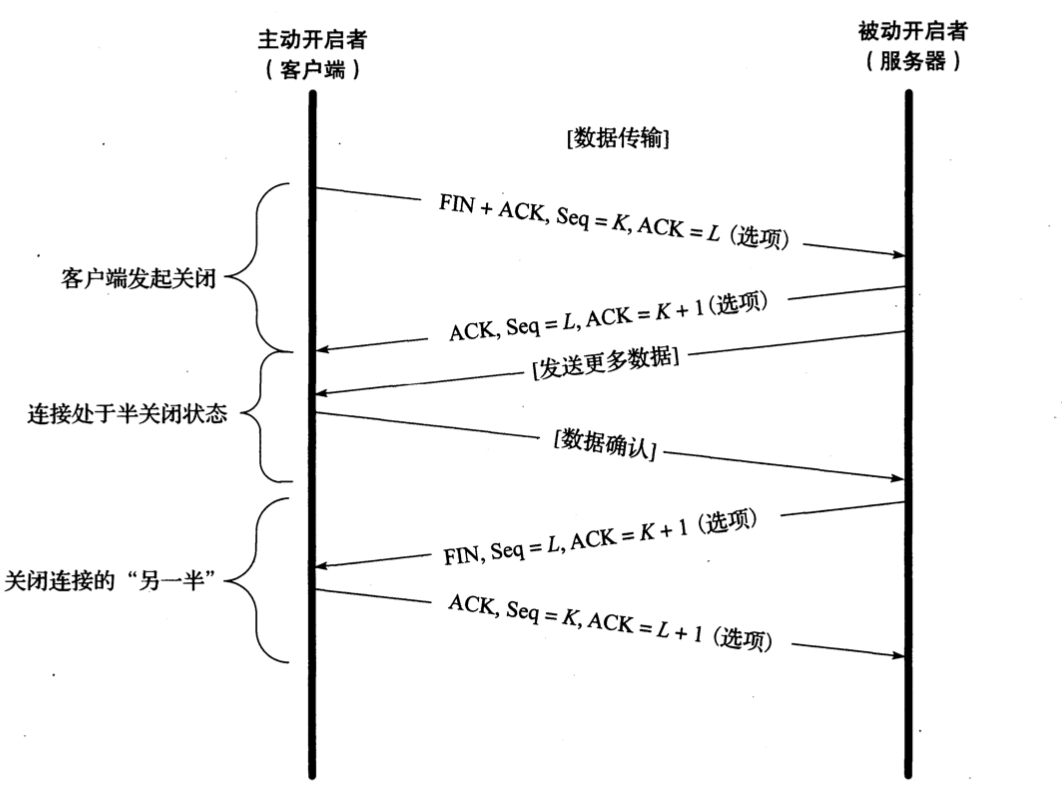 主动开启者
（客户端）
被动开启者
（服务器）
[数据传输]
FIN + ACK, Seq = K, ACK = L (选项)
客户端发起关闭
ACK, Seq = L, ACK = K + 1 (选项)
[发送更多数据]
连接处于半关闭状态
[数据确认]
FIN, Seq = L, ACK = K + 1 (选项)
关闭连接的“另一半”
ACK, Seq = K, ACK = L + 1 (选项)